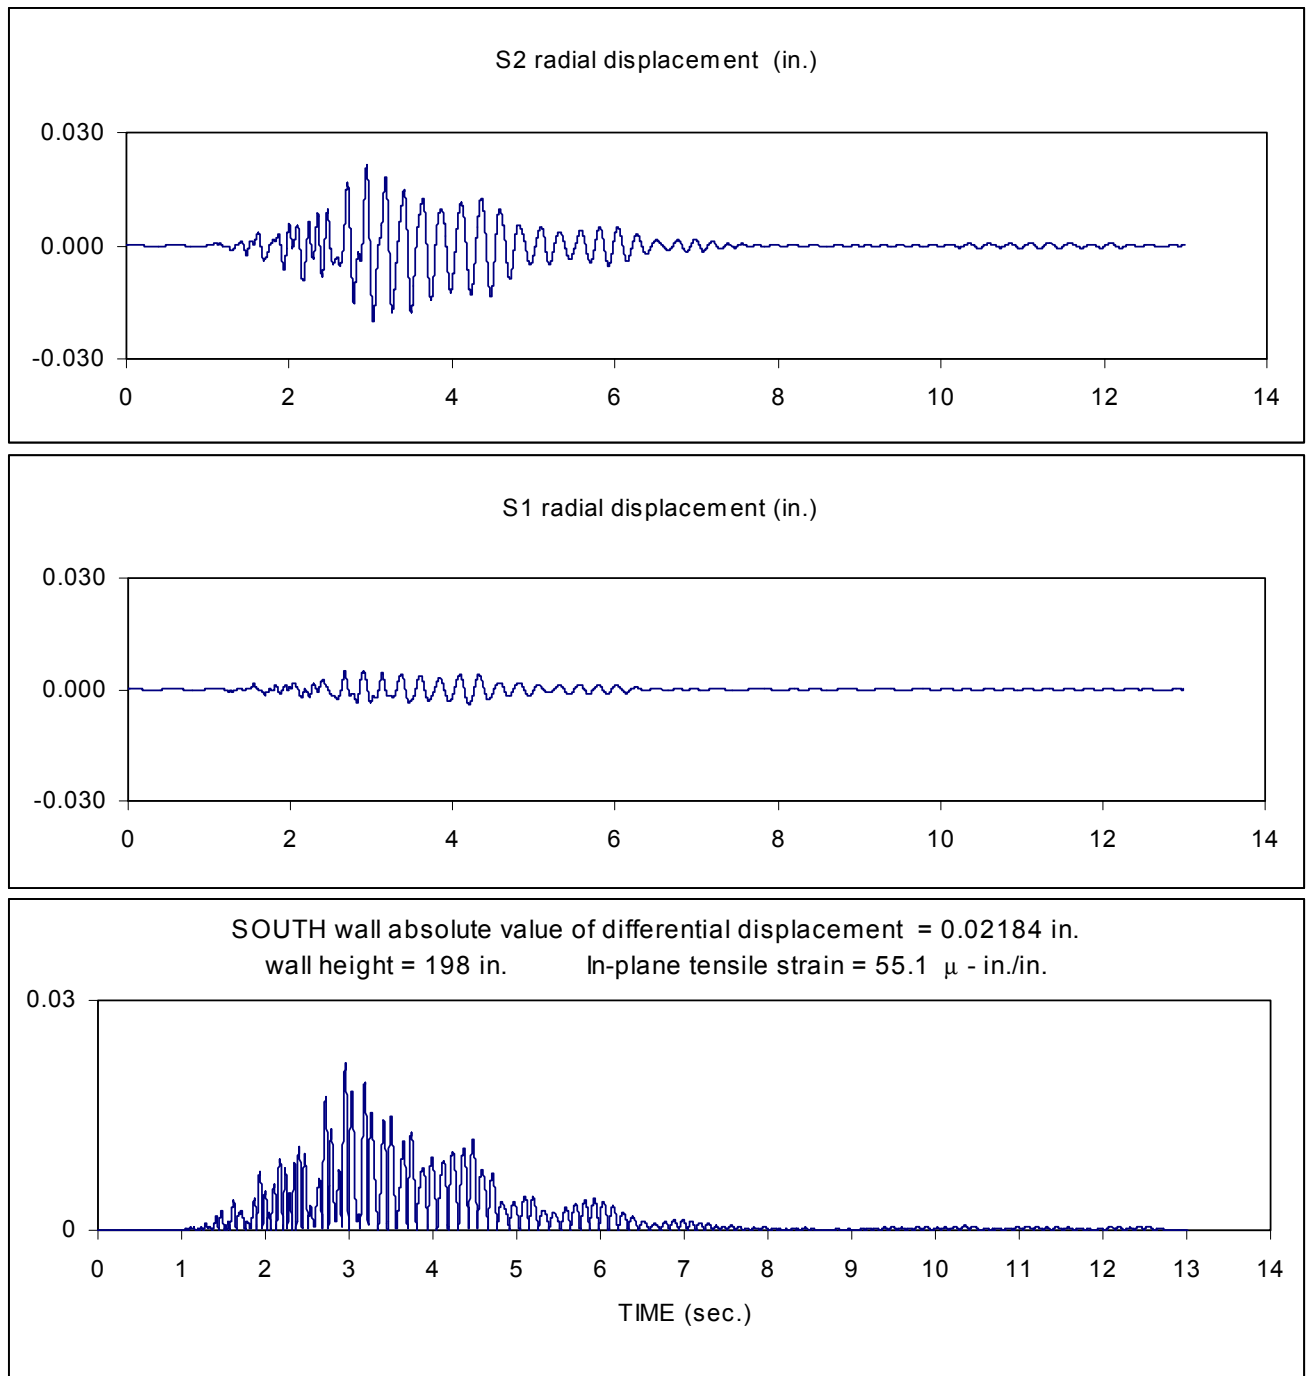 S2 radial displacement (in.)
0.030
0.000
-0.030
0 2 4 6 8 10 12 14
S1 radial displacement (in.)
0.030
0.000
-0.030
0 2 4 6 8 10 12 14
SOUTH wall absolute value of differential displacement = 0.02184 in.
wall height = 198 in. In-plane tensile strain = 55.1 μ - in./in.
0.03
0
0 1 2 3 4 5 6 7 8 9 10 11 12 13 14
TIME (sec.)